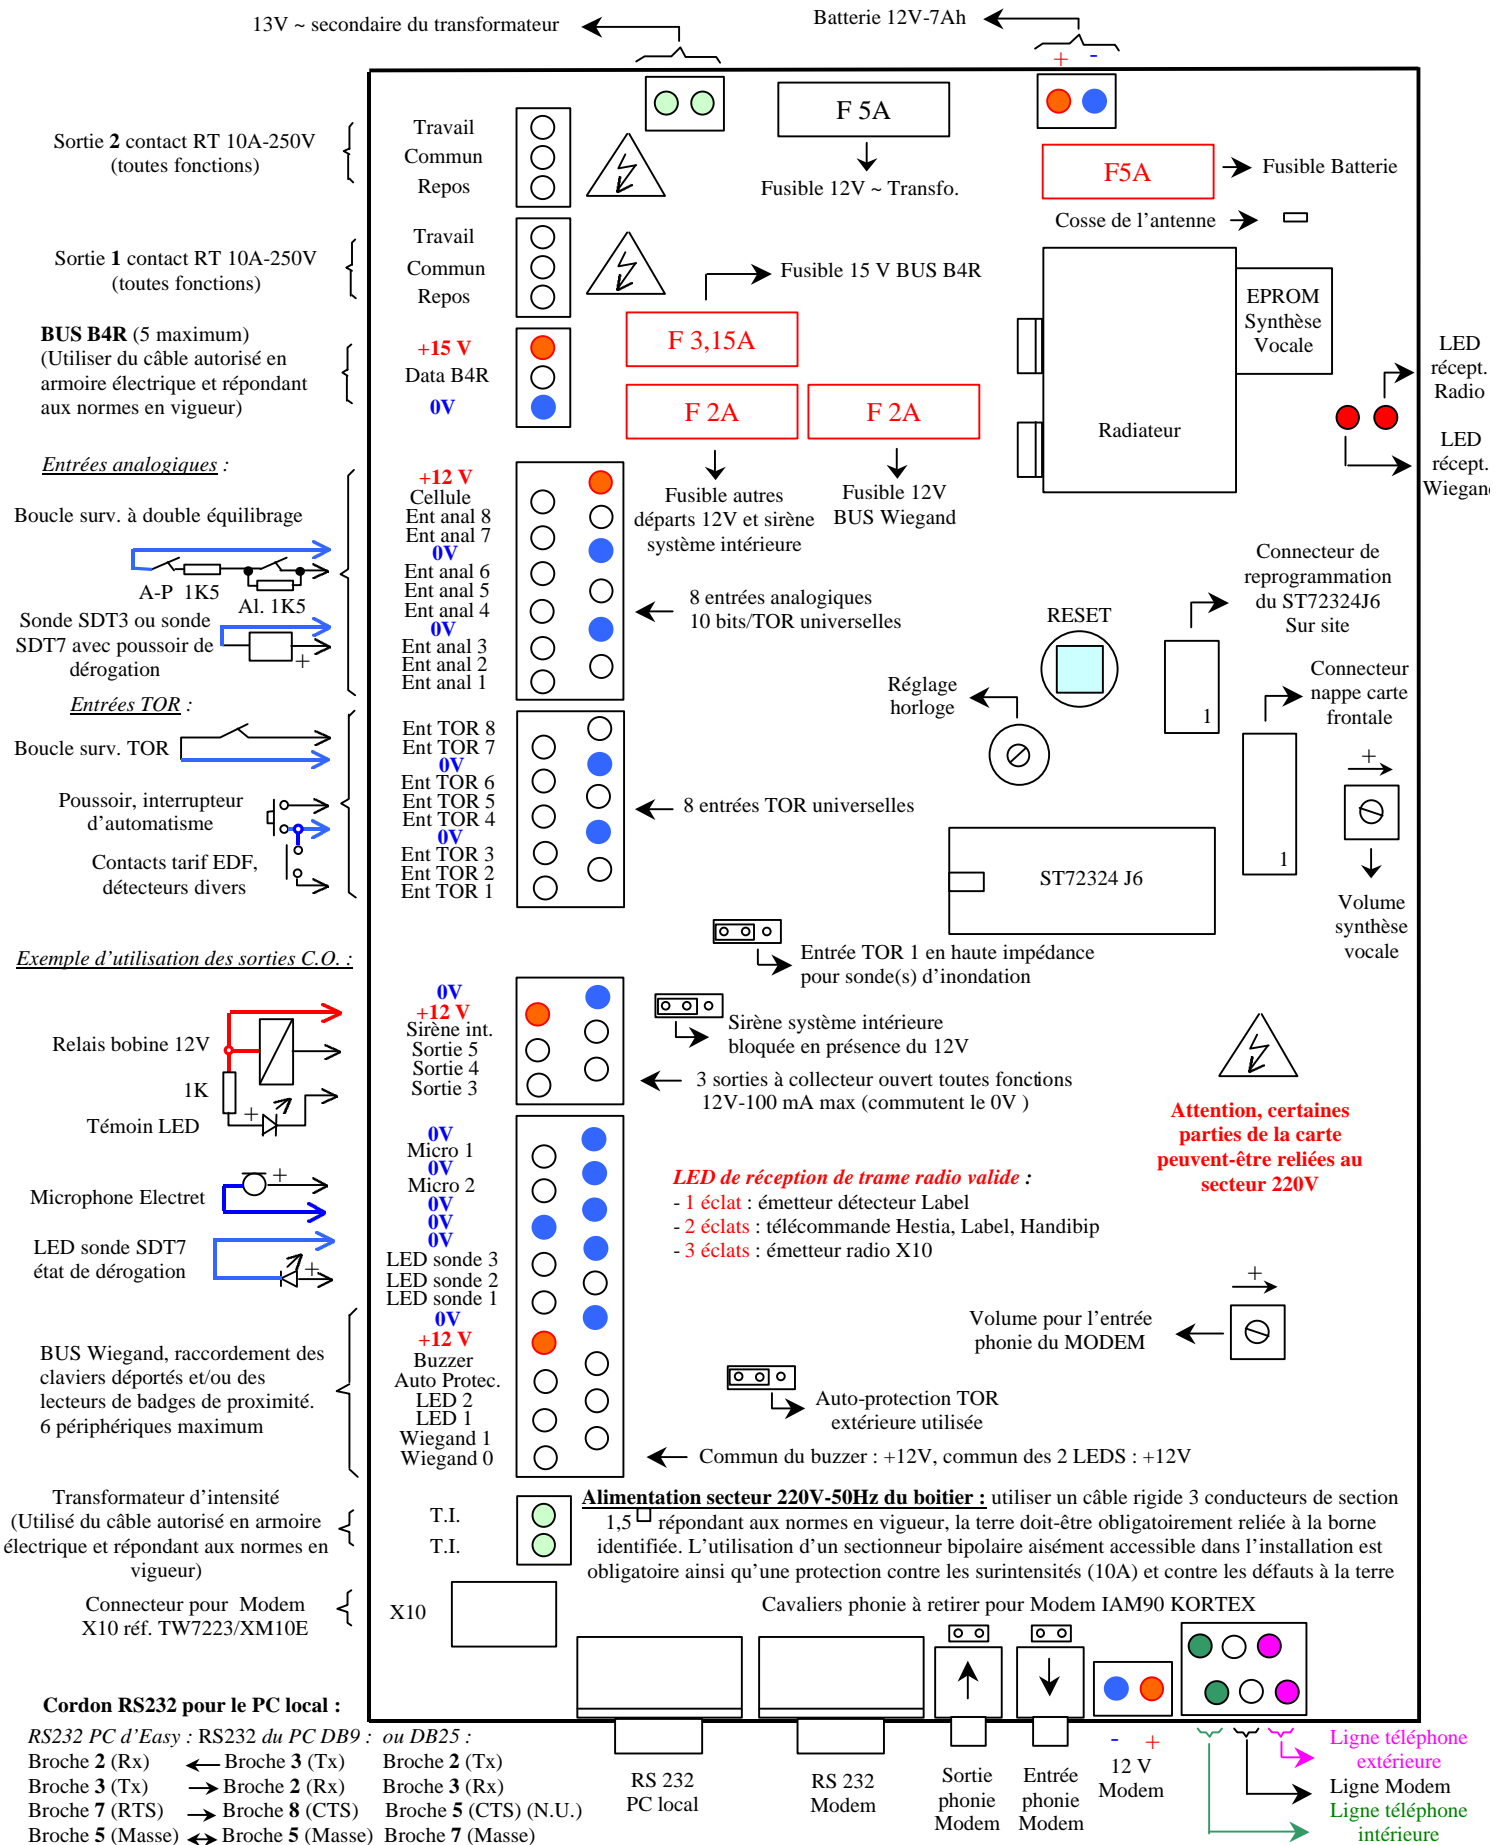 13V ~ secondaire du transformateur
Batterie 12V-7Ah
+ -
Sortie 2 contact RT 10A-250V
(toutes fonctions)
Travail
Commun
Repos
F 5A
Fusible 12V ~ Transfo.
F5A
Fusible Batterie
Cosse de l'antenne
Sortie 1 contact RT 10A-250V
(toutes fonctions)
Travail
Commun
Repos
Fusible 15 V BUS B4R
F 3,15A
EPROM
Synthèse
Vocale
Radiateur
LED
récept.
Radio
LED
récept.
Wiegand
BUS B4R (5 maximum)
(Utiliser du câble autorisé en
armoire électrique et répondant
aux normes en vigueur)
+15 V
Data B4R
0V
F 2A
F 2A
Fusible autres
départs 12V et sirène
système intérieure
Fusible 12V
BUS Wiegand
Entrées analogiques :
Boucle surv. à double équilibrage
A-P 1K5
Al. 1K5
Sonde SDT3 ou sonde
SDT7 avec poussoir de
dérogation
+
+12 V
Cellule
Ent anal 8
Ent anal 7
0V
Ent anal 6
Ent anal 5
Ent anal 4
0V
Ent anal 3
Ent anal 2
Ent anal 1
8 entrées analogiques
10 bits/TOR universelles
RESET
Connecteur de
reprogrammation
du ST72324J6
Sur site
1
Connecteur
nappe carte
frontale
1
Réglage
horloge
Entrées TOR :
Boucle surv. TOR
Poussoir, interrupteur
d'automatisme
Contacts tarif EDF,
détecteurs divers
Ent TOR 8
Ent TOR 7
0V
Ent TOR 6
Ent TOR 5
Ent TOR 4
0V
Ent TOR 3
Ent TOR 2
Ent TOR 1
8 entrées TOR universelles
ST72324 J6
+
Volume
synthèse
vocale
Entrée TOR 1 en haute impédance
pour sonde(s) d'inondation
Exemple d'utilisation des sorties C.O. :
Relais bobine 12V
1K
+
Témoin LED
0V
+12 V
Sirène int.
Sortie 5
Sortie 4
Sortie 3
Sirène système intérieure
bloquée en présence du 12V
3 sorties à collecteur ouvert toutes fonctions
12V-100 mA max (commutent le 0V )
Attention, certaines
parties de la carte
peuvent-être reliées au
secteur 220V
Microphone Electret
+
LED sonde SDT7
état de dérogation
+
0V
Micro 1
0V
Micro 2
0V
0V
0V
LED sonde 3
LED sonde 2
LED sonde 1
0V
+12 V
Buzzer
Auto Protec.
LED 2
LED 1
Wiegand 1
Wiegand 0
LED de réception de trame radio valide :
- 1 éclat : émetteur détecteur Label
- 2 éclats : télécommande Hestia, Label, Handibip
- 3 éclats : émetteur radio X10
+
Volume pour l'entrée
phonie du MODEM
BUS Wiegand, raccordement des
claviers déportés et/ou des
lecteurs de badges de proximité.
6 périphériques maximum
Auto-protection TOR
extérieure utilisée
Commun du buzzer : +12V, commun des 2 LEDS : +12V
Transformateur d'intensité
(Utilisé du câble autorisé en armoire
électrique et répondant aux normes en
vigueur)
T.I.
T.I.
Alimentation secteur 220V-50Hz du boitier : utiliser un câble rigide 3 conducteurs de section
1,5 □ répondant aux normes en vigueur, la terre doit-être obligatoirement reliée à la borne
identifiée. L'utilisation d'un sectionneur bipolaire aisément accessible dans l'installation est
obligatoire ainsi qu'une protection contre les surintensités (10A) et contre les défauts à la terre
Connecteur pour Modem
X10 réf. TW7223/XM10E
X10
Cavaliers phonie à retirer pour Modem IAM90 KORTEX
RS 232
PC local
RS 232
Modem
Sortie
phonie
Modem
Entrée
phonie
Modem
- +
12 V
Modem
Ligne téléphone
extérieure
Ligne Modem
Ligne téléphone
intérieure
Cordon RS232 pour le PC local :
RS232 PC d'Easy : RS232 du PC DB9 : ou DB25 :
Broche 2 (Rx) ← Broche 3 (Tx) Broche 2 (Tx)
Broche 3 (Tx) → Broche 2 (Rx) Broche 3 (Rx)
Broche 7 (RTS) → Broche 8 (CTS) Broche 5 (CTS) (N.U.)
Broche 5 (Masse) ↔ Broche 5 (Masse) Broche 7 (Masse)